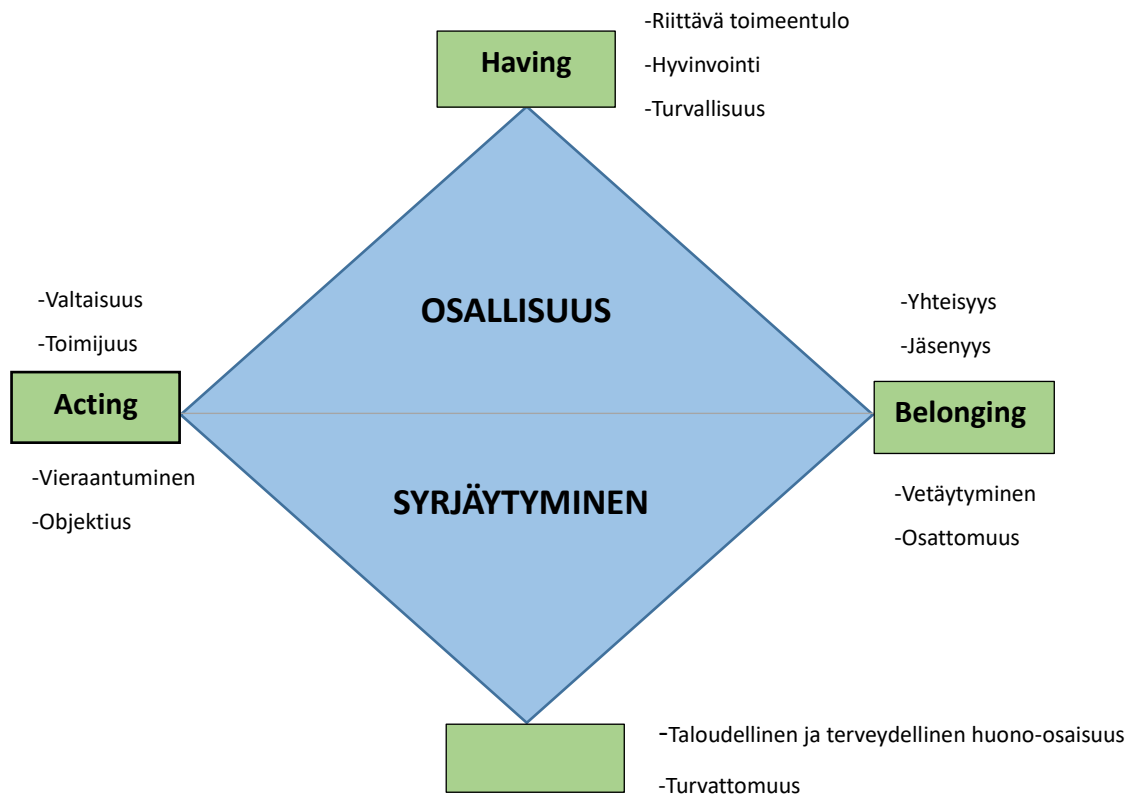 -Riittävä toimeentulo
Having
-Hyvinvointi
-Turvallisuus
-Valtaisuus
-Toimijuus
Acting
-Vieraantuminen
-Objektius
OSALLISUUS
SYRJÄYTYMINEN
-Yhteisyys
-Jäsenyys
Belonging
-Vetäytyminen
-Osattomuus
-Taloudellinen ja terveydellinen huono-osaisuus
-Turvattomuus